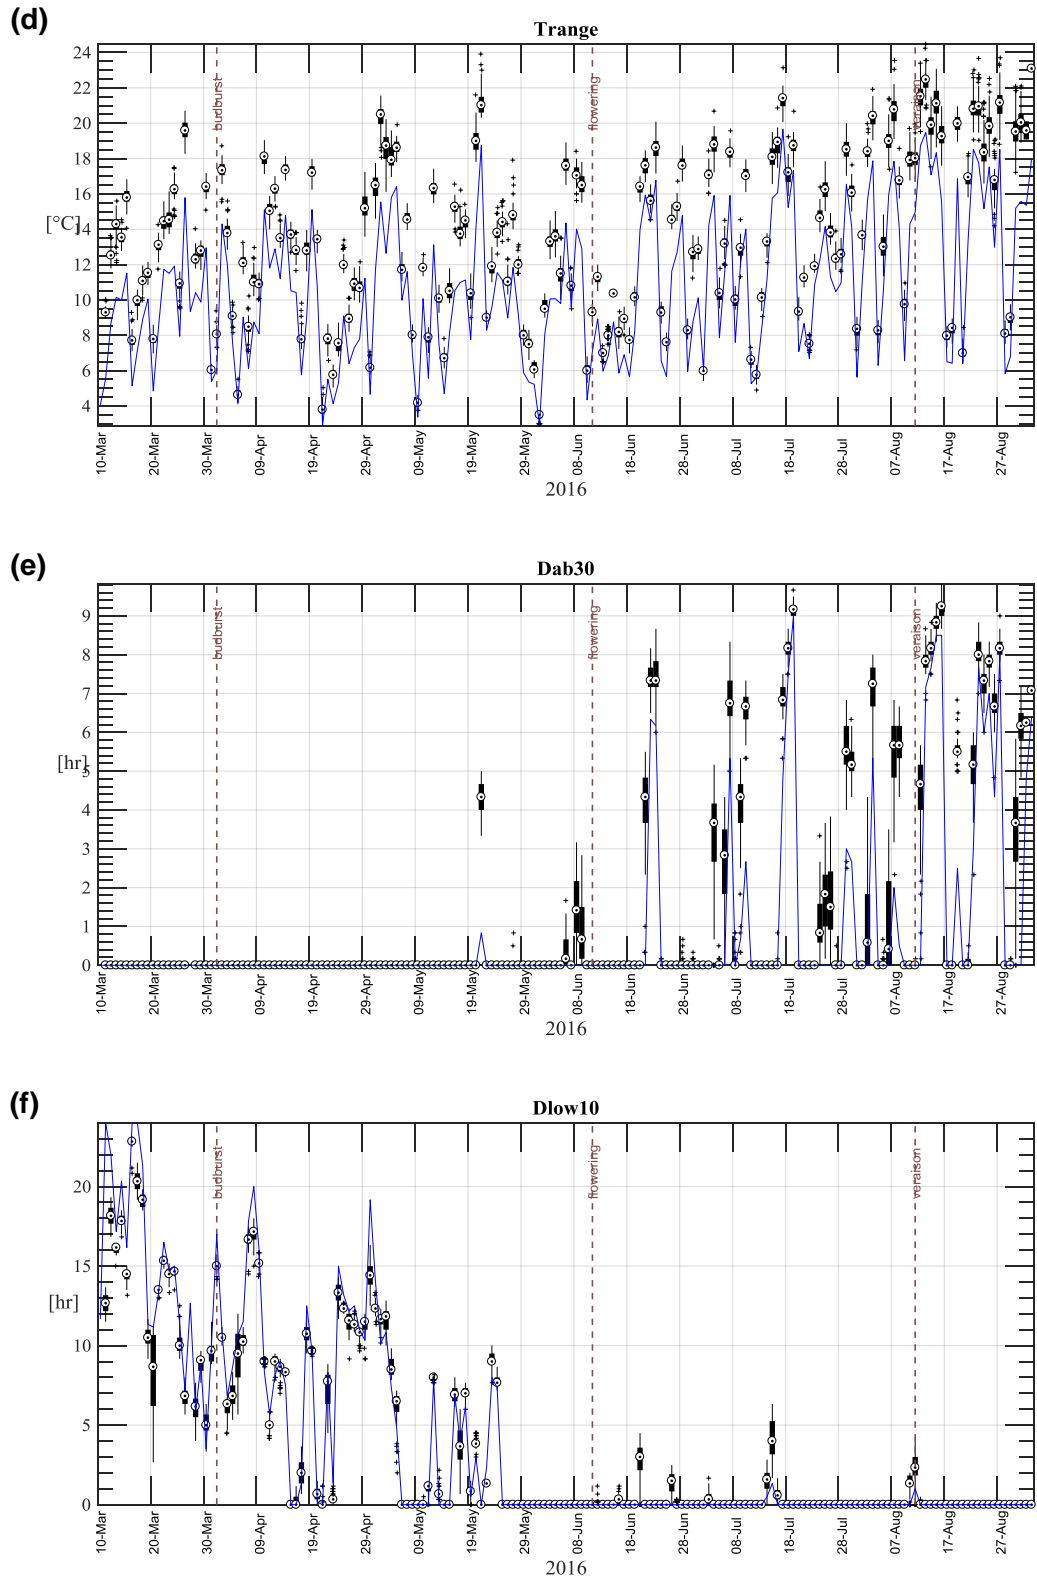 (d)
Trange
24
22
20
18
16
14
12
10
8
6
4
[°C]
budburst
flowering
veraison
10-Mar
20-Mar
30-Mar
09-Apr
19-Apr
29-Apr
09-May
19-May
29-May
08-Jun
18-Jun
28-Jun
08-Jul
18-Jul
28-Jul
07-Aug
17-Aug
27-Aug
2016
(e)
Dab30
9
8
7
6
5
4
3
2
1
0
[hr]
budburst
flowering
veraison
10-Mar
20-Mar
30-Mar
09-Apr
19-Apr
29-Apr
09-May
19-May
29-May
08-Jun
18-Jun
28-Jun
08-Jul
18-Jul
28-Jul
07-Aug
17-Aug
27-Aug
2016
(f)
Dlow10
20
15
10
5
0
[hr]
budburst
flowering
veraison
10-Mar
20-Mar
30-Mar
09-Apr
19-Apr
29-Apr
09-May
19-May
29-May
08-Jun
18-Jun
28-Jun
08-Jul
18-Jul
28-Jul
07-Aug
17-Aug
27-Aug
2016